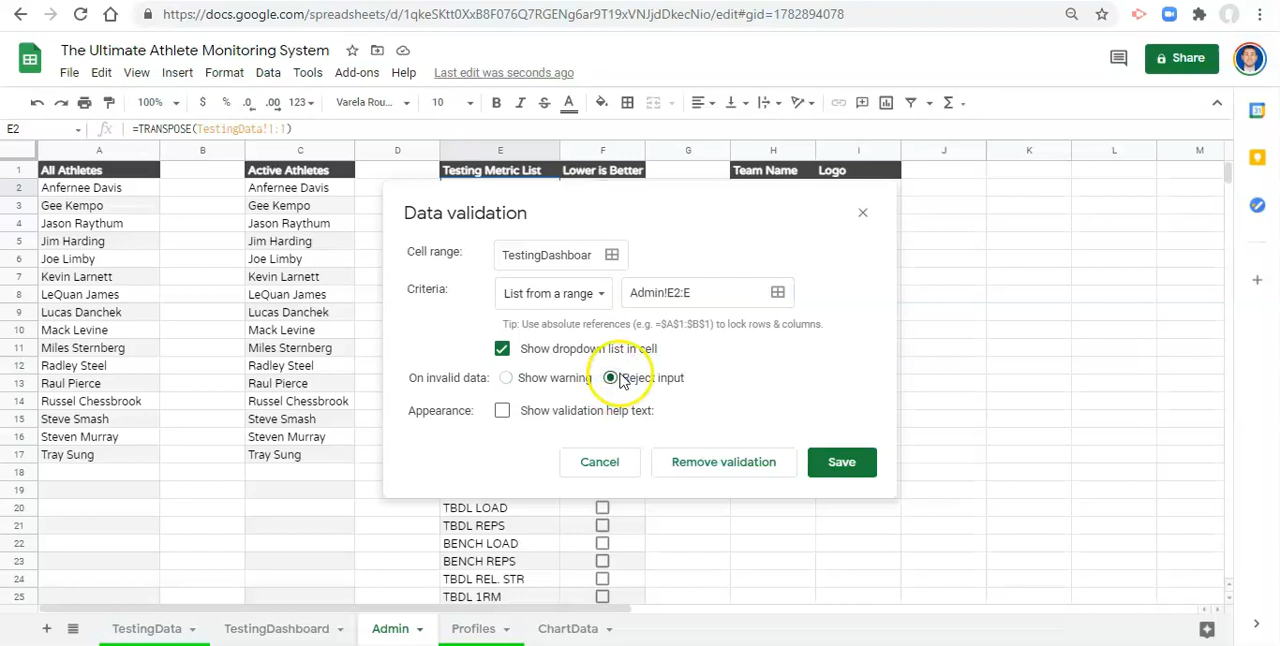 https://docs.google.com/spreadsheets/d/1qkeSKtt0XxB8F076Q7RGENg6ar9T19xVNJjdDkecNio/edit#gid=1782894078
The Ultimate Athlete Monitoring System
File Edit View Insert Format Data Tools Add-ons Help Last edit was seconds ago
Share
100% $ % .0 .00 123 Varela Rou... 10 B I S A Σ
E2 fx =TRANSPOSE(TestingData!1:1)
A B C D E F G H I J K L M
1 All Athletes Active Athletes Testing Metric List Lower is Better Team Name Logo
2 Anfernee Davis Anfernee Davis
3 Gee Kempo Gee Kempo
4 Jason Raythum Jason Raythum
5 Jim Harding Jim Harding
6 Joe Limby Joe Limby
7 Kevin Larnett Kevin Larnett
8 LeQuan James LeQuan James
9 Lucas Danchek Lucas Danchek
10 Mack Levine Mack Levine
11 Miles Sternberg Miles Sternberg
12 Radley Steel Radley Steel
13 Raul Pierce Raul Pierce
14 Russel Chessbrook Russel Chessbrook
15 Steve Smash Steve Smash
16 Steven Murray Steven Murray
17 Tray Sung Tray Sung
18
19
20 TBDL LOAD
21 TBDL REPS
22 BENCH LOAD
23 BENCH REPS
24 TBDL REL. STR
25 TBDL 1RM
Data validation
Cell range: TestingDashboar
Criteria: List from a range Admin!E2:E
Tip: Use absolute references (e.g. =$A$1:$B$1) to lock rows & columns.
Show dropdown list in cell
On invalid data: Show warning Reject input
Appearance: Show validation help text:
Cancel Remove validation Save
TestingData TestingDashboard Admin Profiles ChartData
31